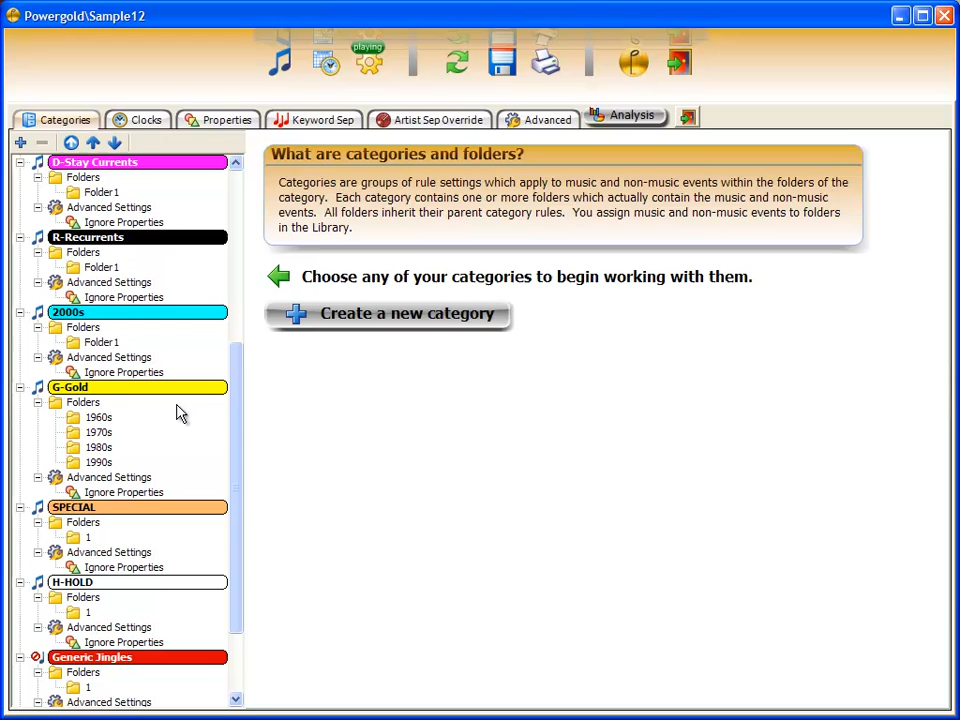 Powergold\Sample12
playing
Categories
Clocks
Properties
Keyword Sep
Artist Sep Override
Advanced
Analysis
D-Stay Currents
Folders
Folder1
Advanced Settings
Ignore Properties
R-Recurrents
Folders
Folder1
Advanced Settings
Ignore Properties
2000s
Folders
Folder1
Advanced Settings
Ignore Properties
G-Gold
Folders
1960s
1970s
1980s
1990s
Advanced Settings
Ignore Properties
SPECIAL
Folders
1
Advanced Settings
Ignore Properties
H-HOLD
Folders
1
Advanced Settings
Ignore Properties
Generic Jingles
Folders
1
Advanced Settings
What are categories and folders?
Categories are groups of rule settings which apply to music and non-music events within the folders of the
category. Each category contains one or more folders which actually contain the music and non-music
events. All folders inherit their parent category rules. You assign music and non-music events to folders
in the Library.
Choose any of your categories to begin working with them.
Create a new category